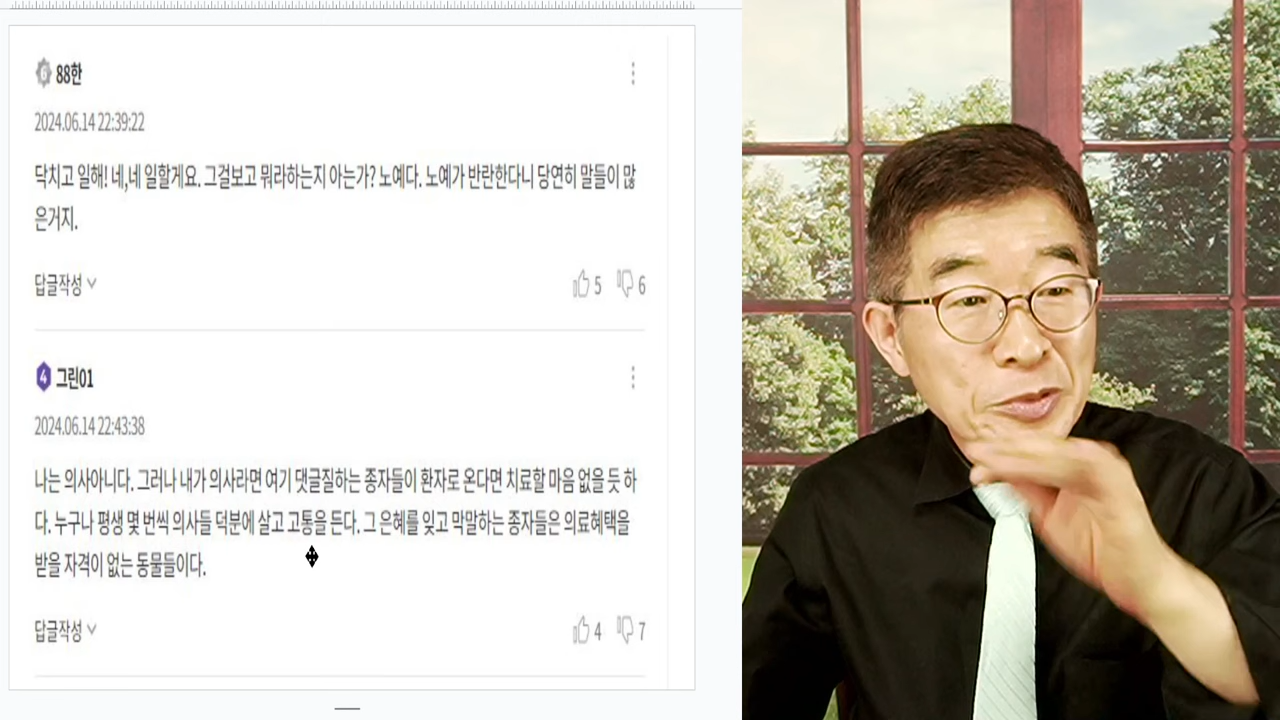 6 88한
2024.06.14 22:39:22
닥치고 일해! 네,네 일할게요. 그걸보고 뭐라하는지 아는가? 노예다. 노예가 반란한다니 당연히 말들이 많
은거지.
답글작성
5 6
4 그린01
2024.06.14 22:43:38
나는 의사아니다. 그러나 내가 의사라면 여기 댓글질하는 종자들이 환자로 온다면 치료할 마음 없을 듯 하
다. 누구나 평생 몇 번씩 의사들 덕분에 살고 고통을 든다. 그 은혜를 잊고 막말하는 종자들은 의료혜택을
받을 자격이 없는 동물들이다.
답글작성
4 7